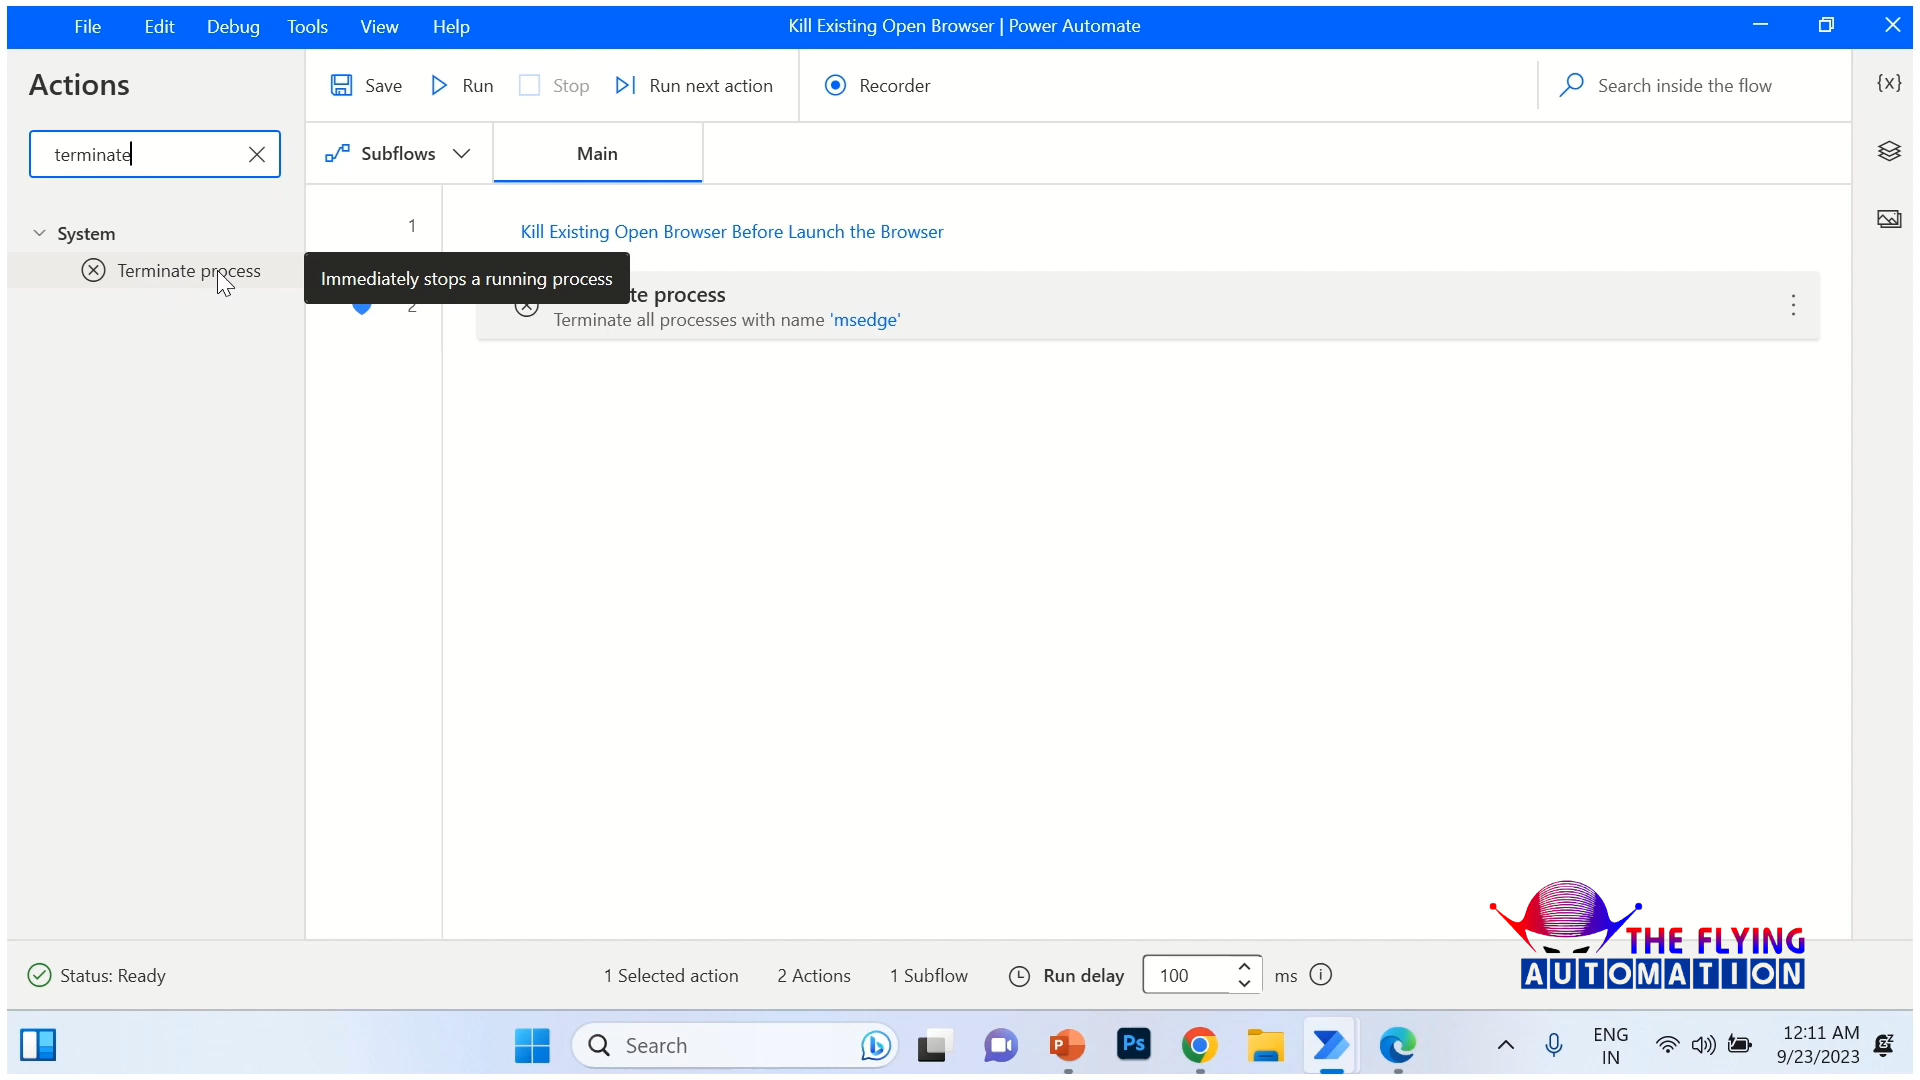 File Edit Debug Tools View Help
Kill Existing Open Browser | Power Automate
Actions
Save Run Stop Run next action Recorder
Search inside the flow
{x}
terminate
Subflows
Main
System
Terminate process
Immediately stops a running process
1
Kill Existing Open Browser Before Launch the Browser
2
te process
Terminate all processes with name 'msedge'
THE FLYING
AUTOMATION
Status: Ready
1 Selected action 2 Actions 1 Subflow Run delay 100 ms
Search
P
Ps
ENG
IN
12:11 AM
9/23/2023